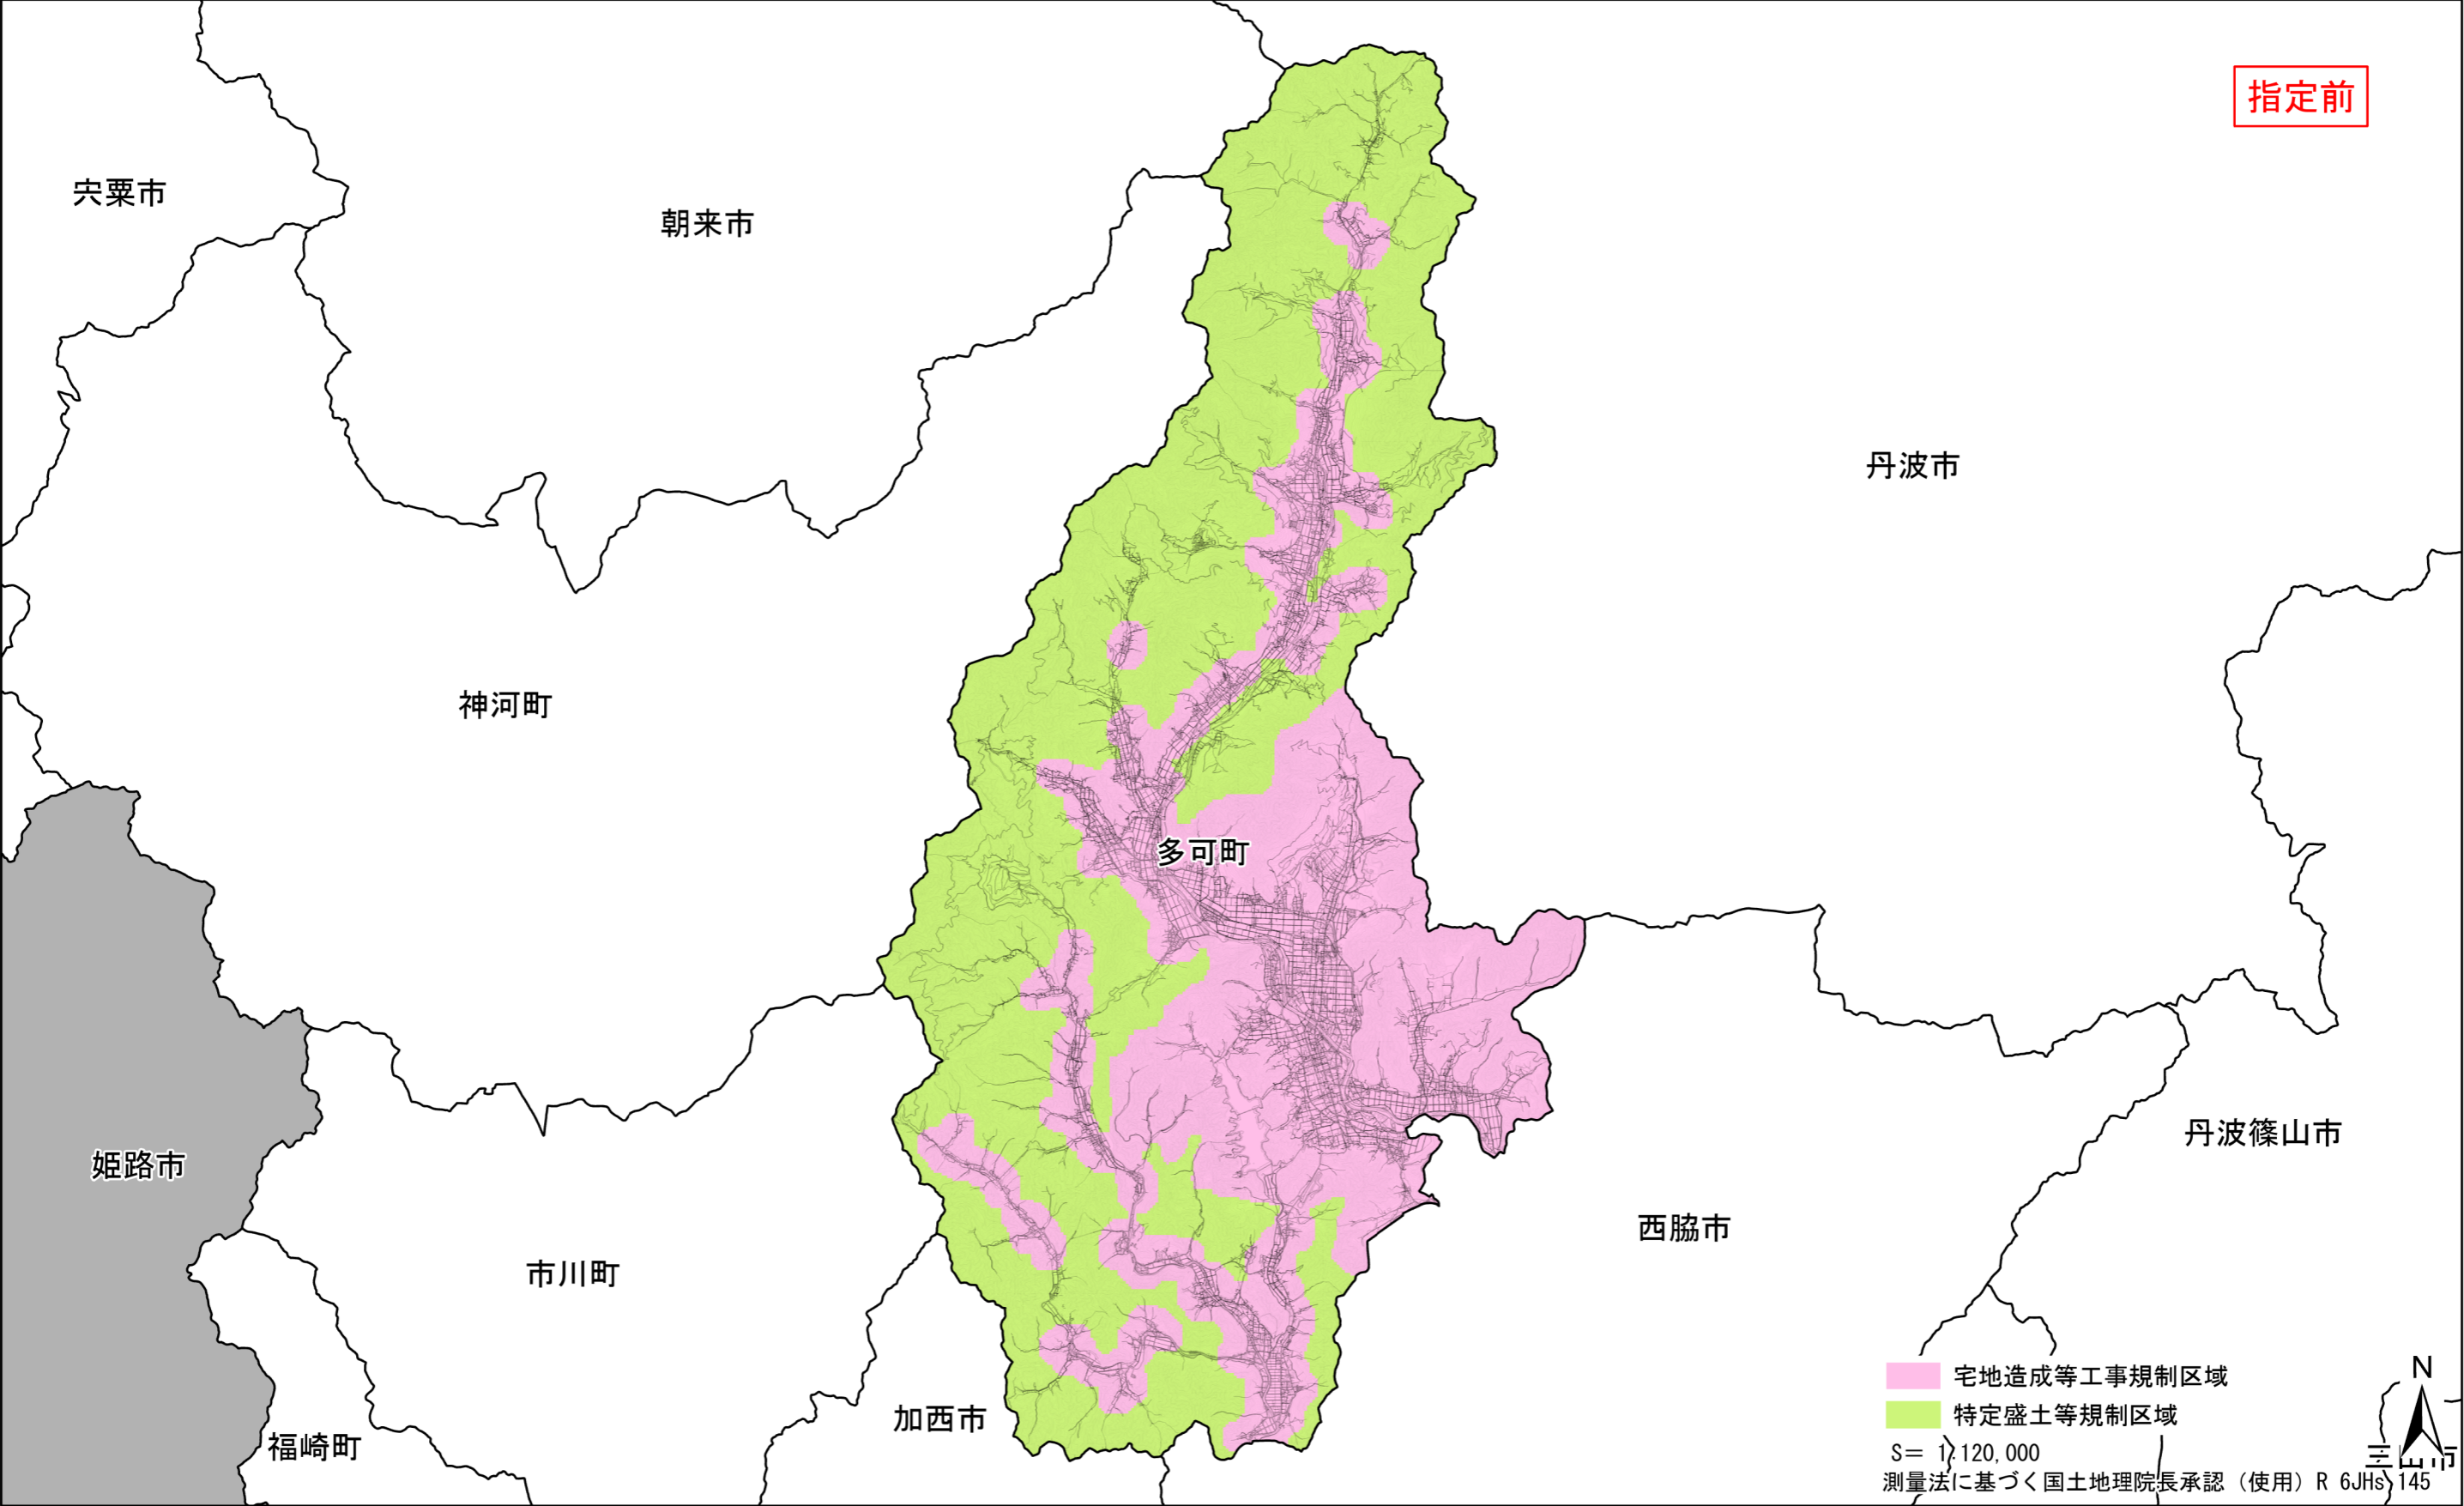 指定前
宍粟市
朝来市
丹波市
神河町
多可町
丹波篠山市
姫路市
西脇市
市川町
加西市
福崎町
N
宅地造成等工事規制区域
特定盛土等規制区域
S＝ 1:120,000
三田市
測量法に基づく国土地理院長承認（使用）R 6JHs 145